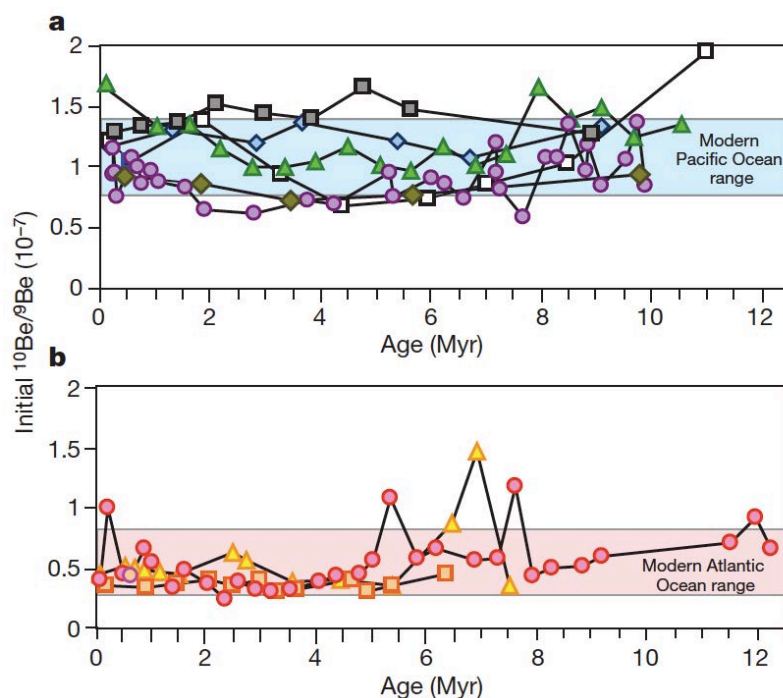 a
2
1.5
1
0.5
0
Modern
Pacific Ocean
range
0 2 4 6 8 10 12
Age (Myr)
Initial ¹⁰Be/⁹Be (10⁻⁷)
b
2
1.5
1
0.5
0
Modern Atlantic
Ocean range
0 2 4 6 8 10 12
Age (Myr)